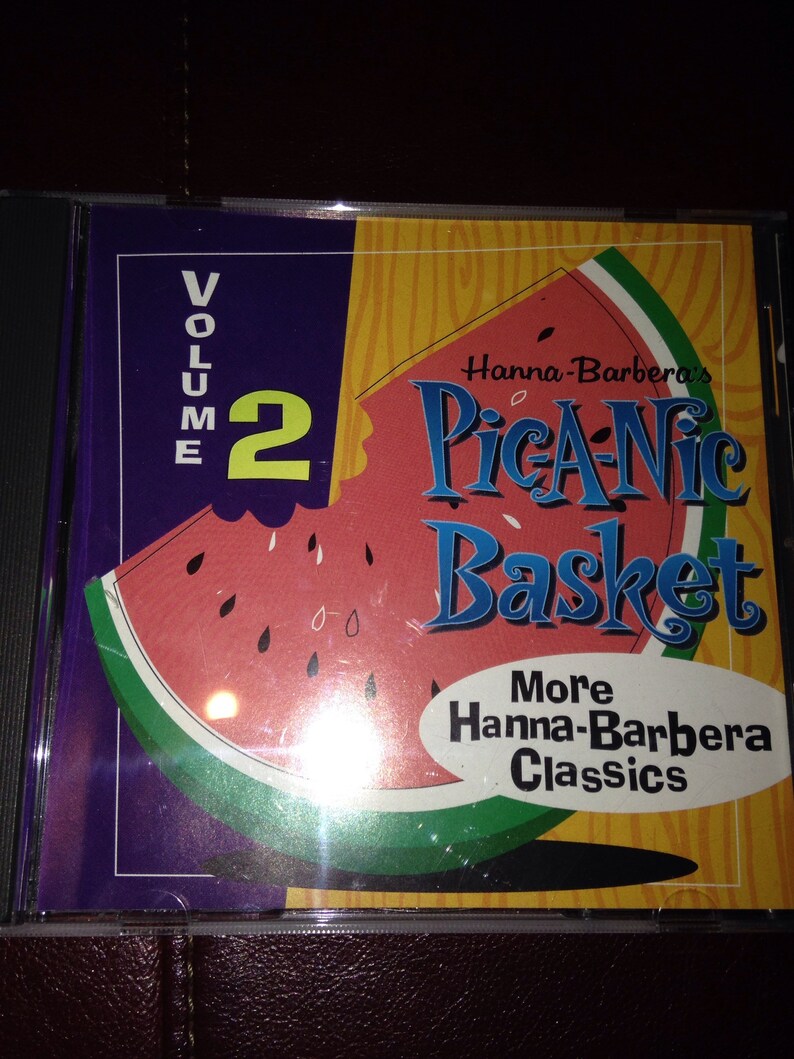 VOLUME
2
Hanna-Barbera's
Pic-A-Nic
Basket
More
Hanna-Barbera
Classics